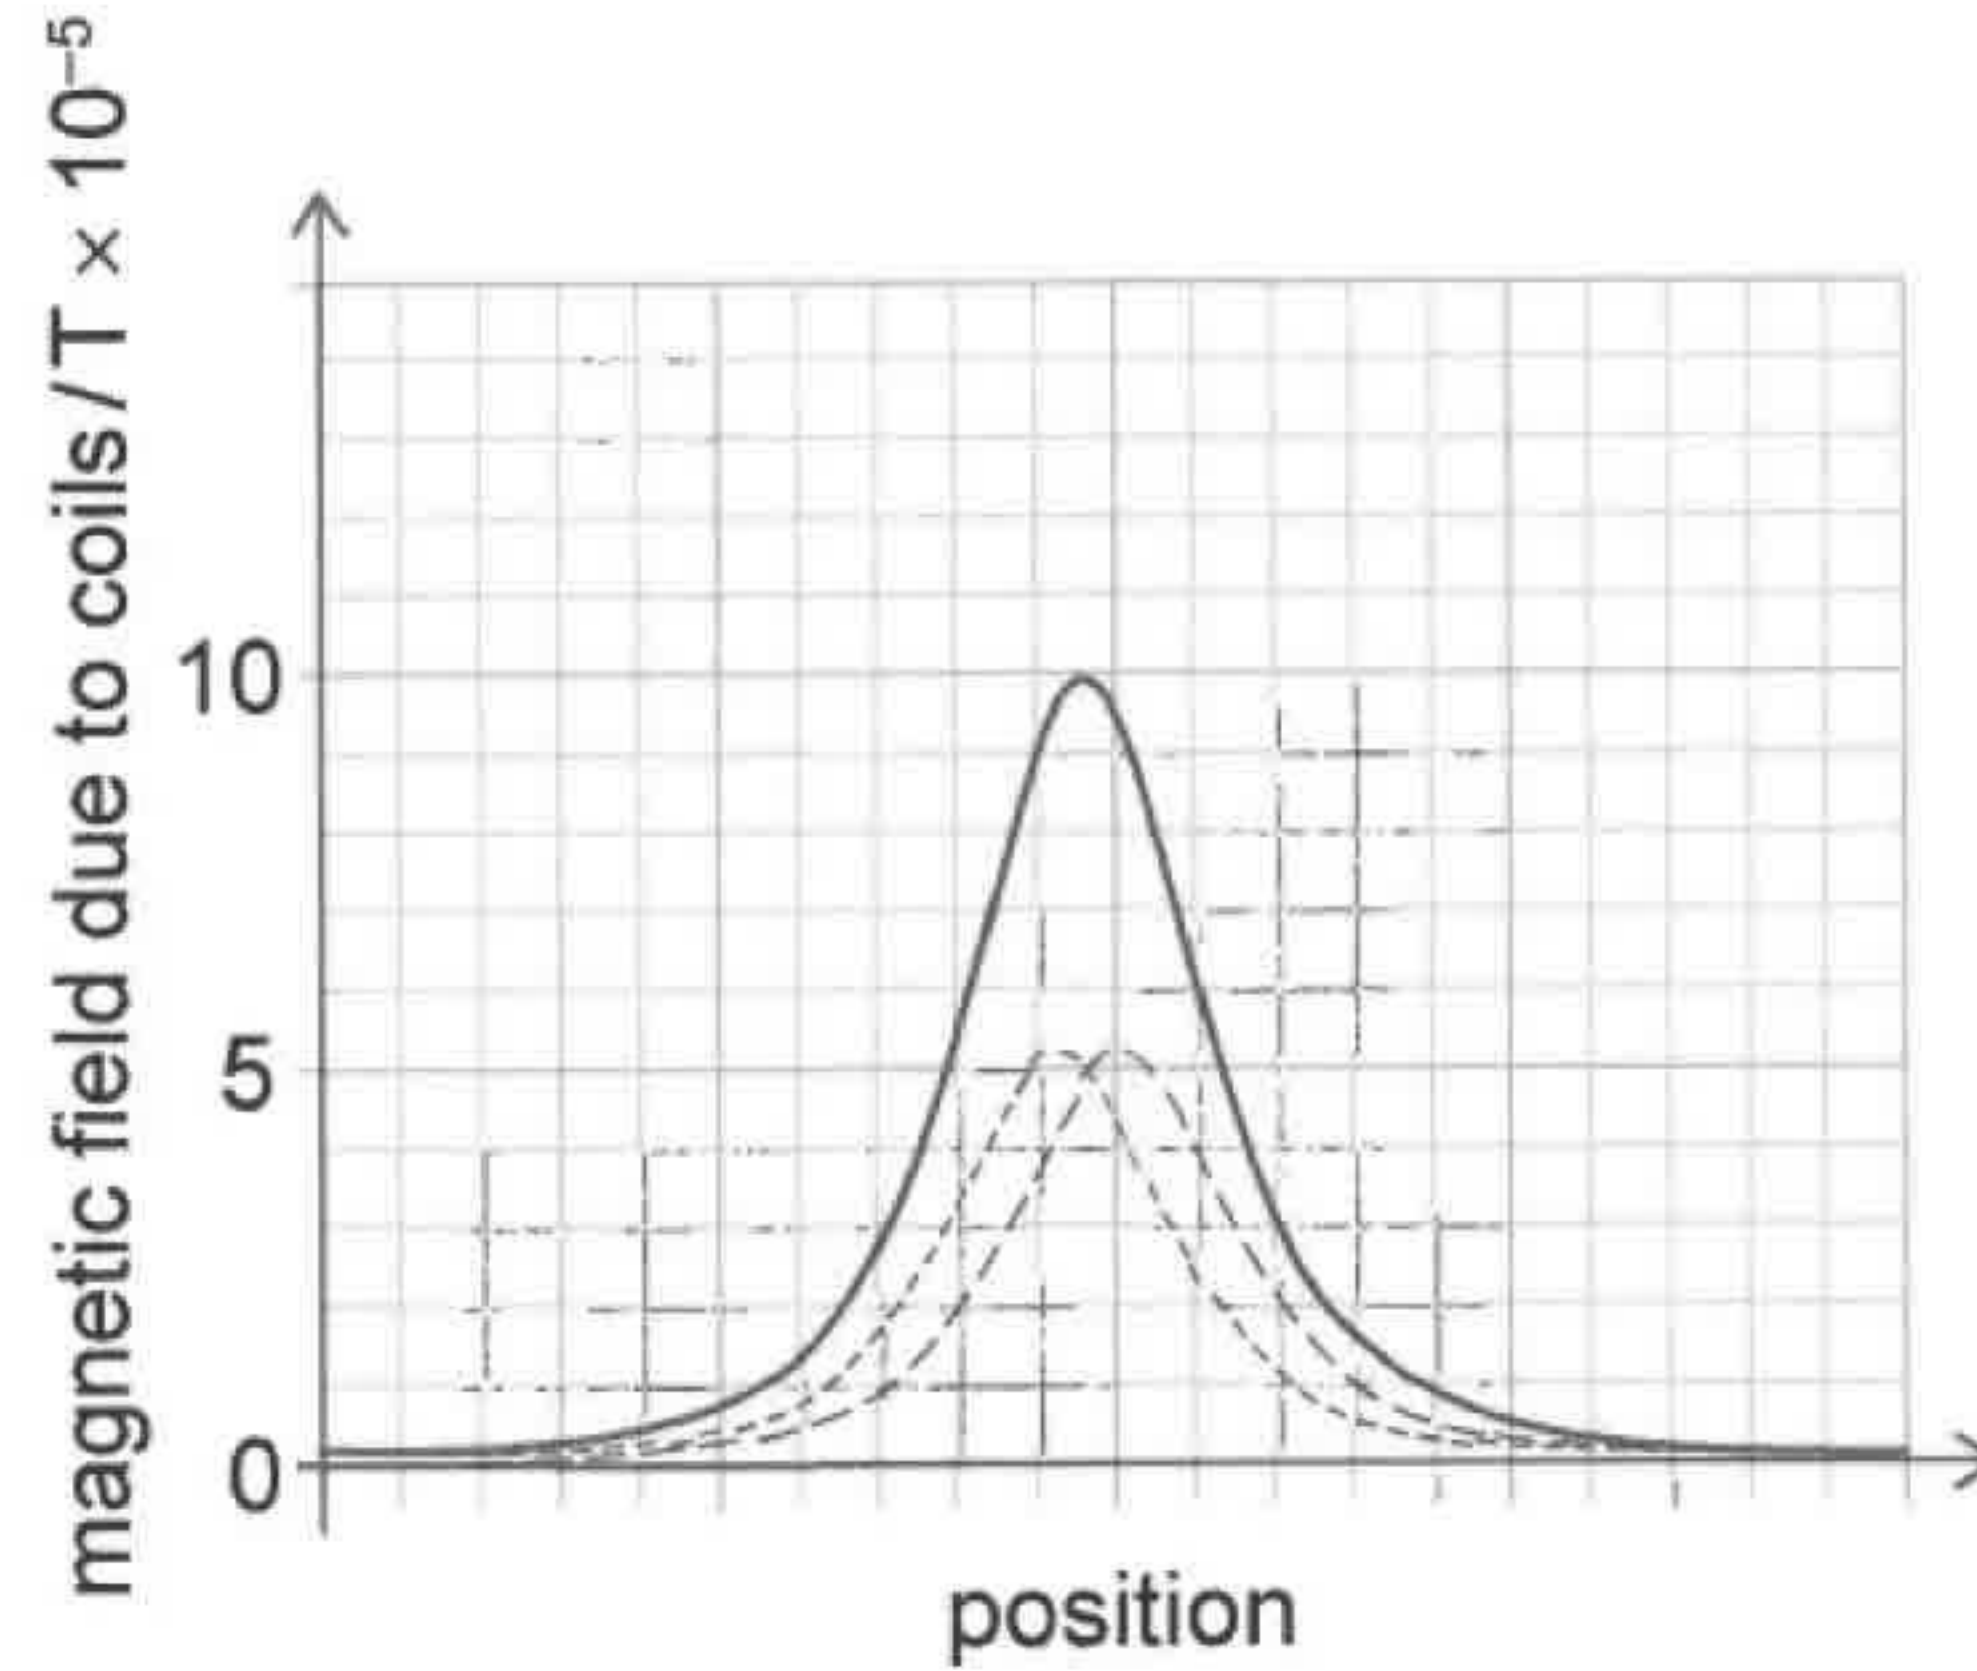 magnetic field due to coils/T × 10⁻⁵
10
5
0
position